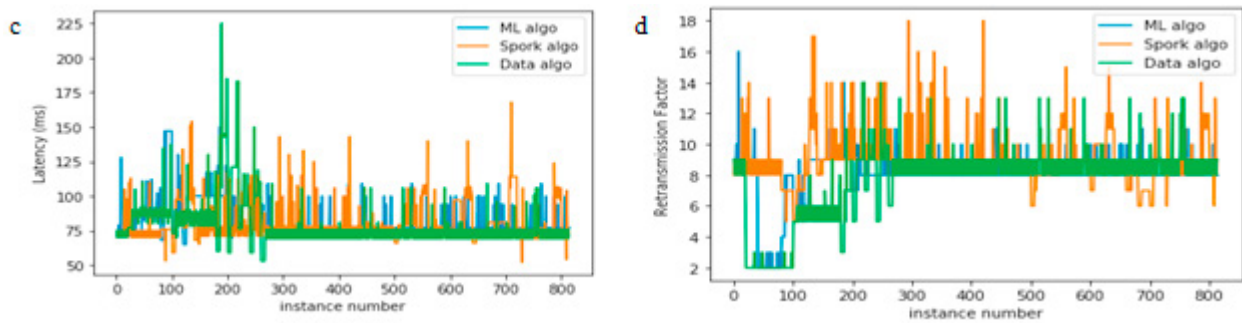 c
Latency (ms)
225
200
175
150
125
100
75
50
ML algo
Spork algo
Data algo
0 100 200 300 400 500 600 700 800
instance number
d
Retransmission Factor
18
16
14
12
10
8
6
4
2
ML algo
Spork algo
Data algo
0 100 200 300 400 500 600 700 800
instance number